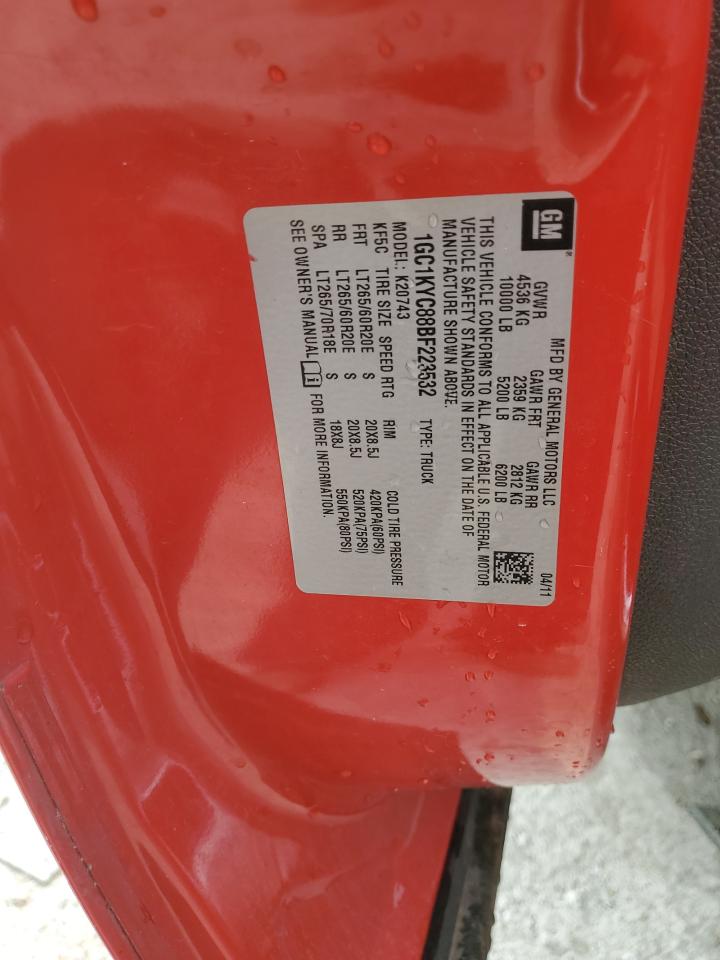 GM®
MFD BY GENERAL MOTORS LLC 04/11
GVWR GAWR FRT GAWR RR
4536 KG 2359 KG 2812 KG
10000 LB 5200 LB 6200 LB
THIS VEHICLE CONFORMS TO ALL APPLICABLE U.S. FEDERAL MOTOR
VEHICLE SAFETY STANDARDS IN EFFECT ON THE DATE OF
MANUFACTURE SHOWN ABOVE.
1GC1KYC88BF223532 TYPE: TRUCK
MODEL: K20743
KF5C TIRE SIZE SPEED RTG RIM COLD TIRE PRESSURE
FRT LT265/60R20E S 20X8.5J 420KPA(60PSI)
RR LT265/60R20E S 20X8.5J 520KPA(75PSI)
SPA LT265/70R18E S 18X8J 550KPA(80PSI)
SEE OWNER'S MANUAL i FOR MORE INFORMATION.